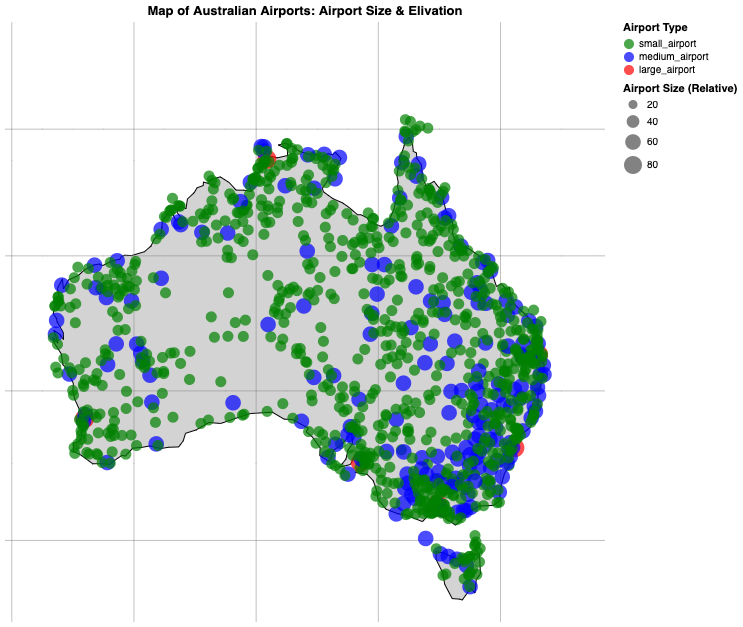 Map of Australian Airports: Airport Size & Elivation
Airport Type
small_airport
medium_airport
large_airport
Airport Size (Relative)
20
40
60
80